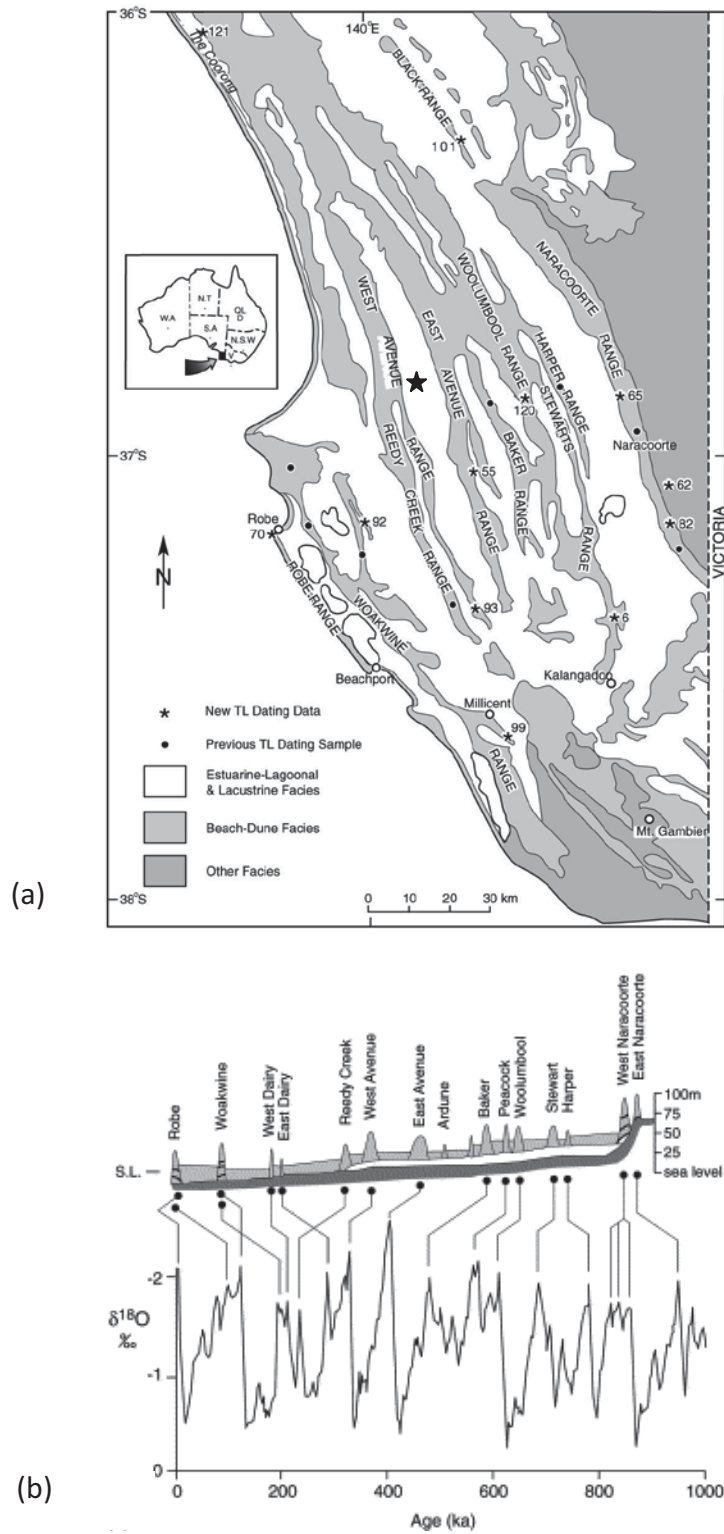 36°S
140°E
121
The Coorong
BLACK RANGE
101
W.A
N.T
S.A
QL
D
N.S.W
V
WEST
AVENUE
RANGE
EAST
AVENUE
RANGE
WOOLUMBOOL RANGE
HARPER RANGE
STEWARTS
RANGE
NARACOORTE
RANGE
BAKER
RANGE
REEDY
CREEK
RANGE
120
65
Naracoorte
37°S
55
62
82
VICTORIA
92
Robe
70
N
ROBE RANGE
WOAKWINE
RANGE
93
6
Beachport
Kalangadoo
Millicent
99
New TL Dating Data
Previous TL Dating Sample
Estuarine-Lagoonal
& Lacustrine Facies
Beach-Dune Facies
Other Facies
Mt. Gambier
(a)
38°S
0 10 20 30 km
Robe
Woakwine
West Dairy
East Dairy
Reedy Creek
West Avenue
East Avenue
Ardune
Baker
Peacock
Woolumbool
Stewart
Harper
West Naracoorte
East Naracoorte
100m
75
50
25
sea level
S.L.
-2
δ18O
‰
-1
0
(b)
0 200 400 600 800 1000
Age (ka)